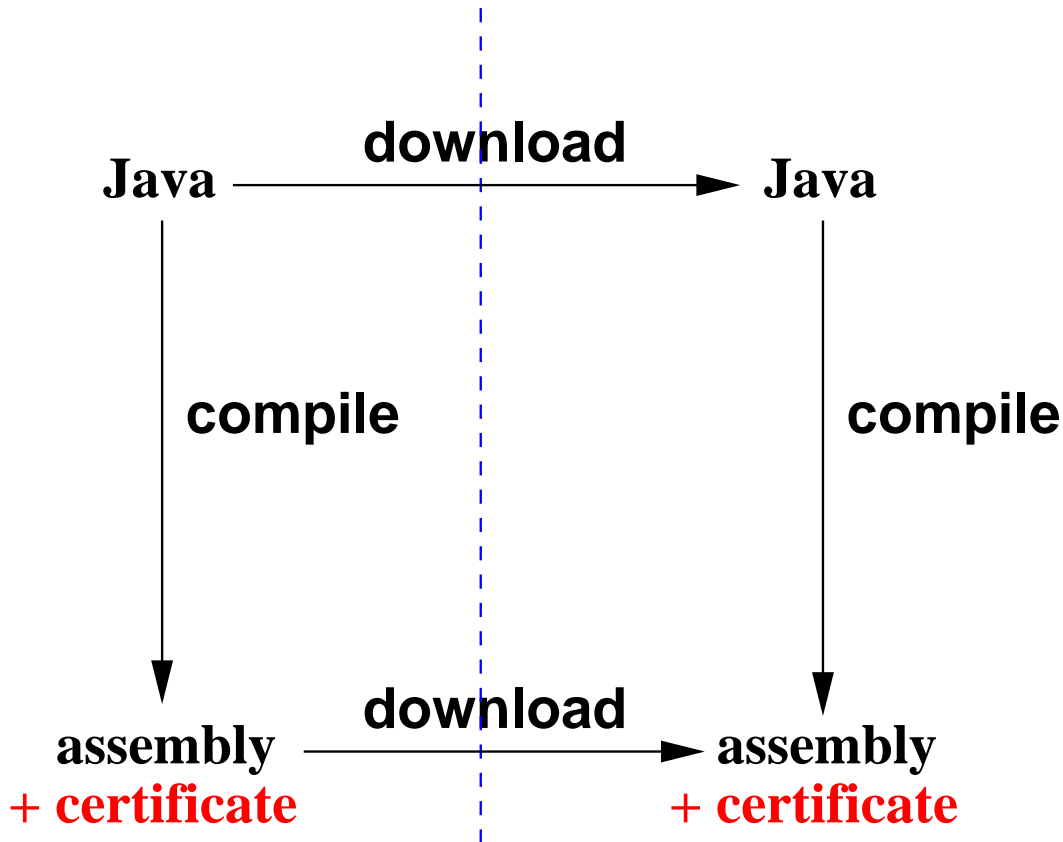 download
Java
Java
compile
compile
download
assembly
assembly
+ certificate
+ certificate